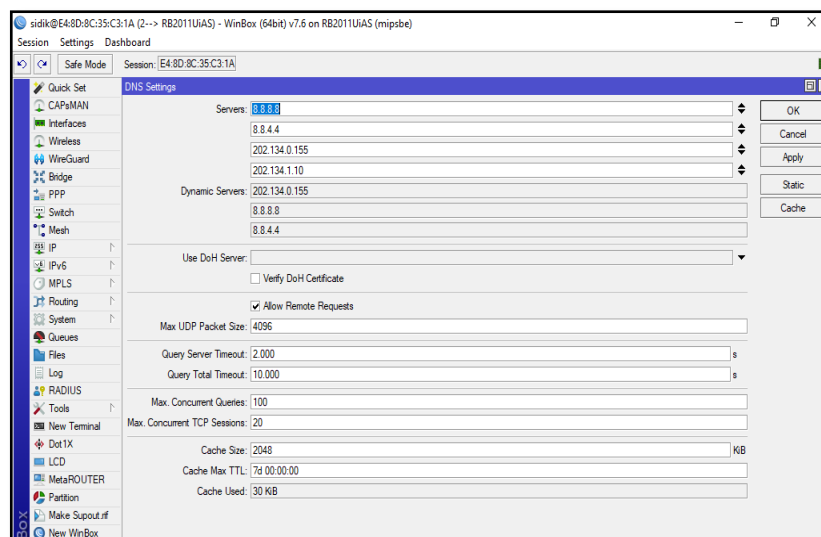 sidik@E4:8D:8C:35:C3:1A (2--> RB2011UiAS) - WinBox (64bit) v7.6 on RB2011UiAS (mipsbe)
Session Settings Dashboard
Safe Mode Session: E4:8D:8C:35:C3:1A
Quick Set
CAPsMAN
Interfaces
Wireless
WireGuard
Bridge
PPP
Switch
Mesh
IP
IPv6
MPLS
Routing
System
Queues
Files
Log
RADIUS
Tools
New Terminal
Dot1X
LCD
MetaROUTER
Partition
Make Supout.rif
New WinBox
DNS Settings
Servers: 8.8.8.8
8.8.4.4
202.134.0.155
202.134.1.10
Dynamic Servers: 202.134.0.155
8.8.8.8
8.8.4.4
Use DoH Server:
Verify DoH Certificate
Allow Remote Requests
Max UDP Packet Size: 4096
Query Server Timeout: 2.000 s
Query Total Timeout: 10.000 s
Max. Concurrent Queries: 100
Max. Concurrent TCP Sessions: 20
Cache Size: 2048 KiB
Cache Max TTL: 7d 00:00:00
Cache Used: 30 KiB
OK
Cancel
Apply
Static
Cache